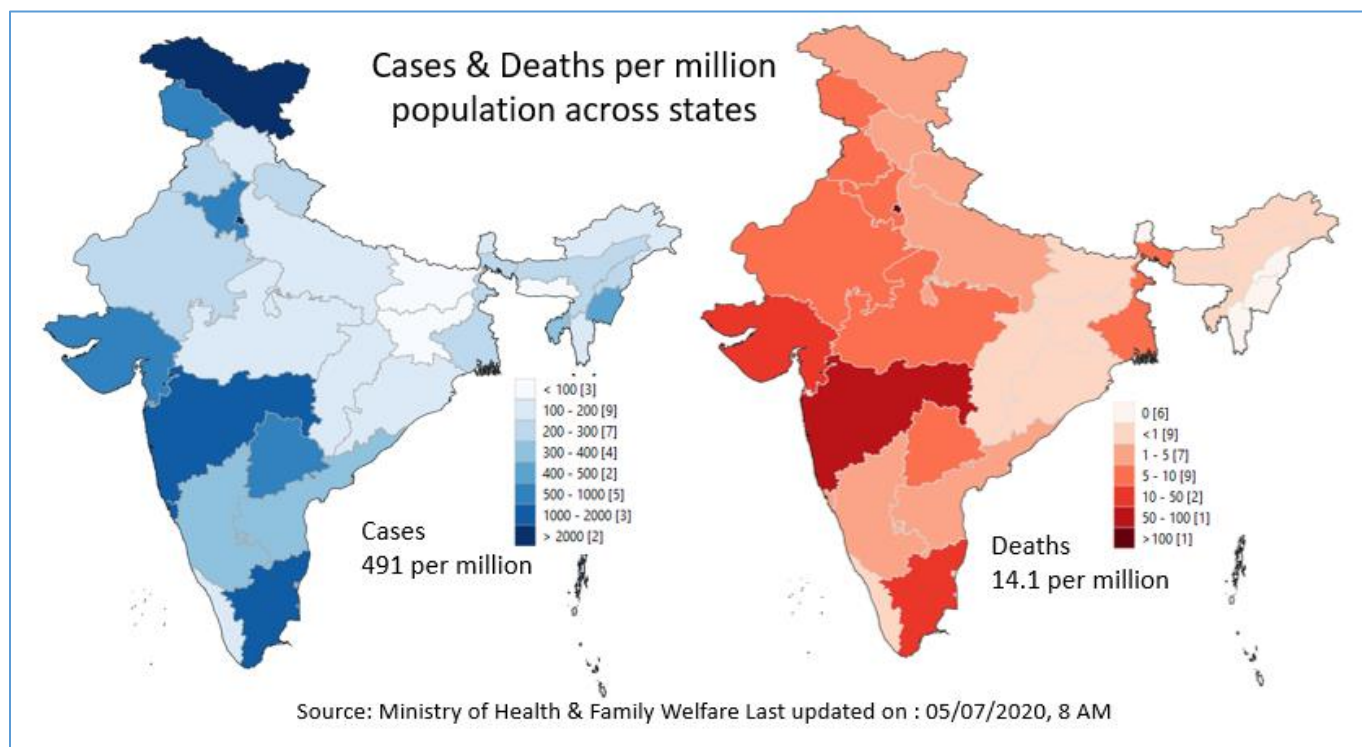 Cases & Deaths per million
population across states
< 100 [3]
100 - 200 [9]
200 - 300 [7]
300 - 400 [4]
400 - 500 [2]
500 - 1000 [5]
1000 - 2000 [3]
> 2000 [2]
Cases
491 per million
0 [6]
<1 [9]
1 - 5 [7]
5 - 10 [9]
10 - 50 [2]
50 - 100 [1]
>100 [1]
Deaths
14.1 per million
Source: Ministry of Health & Family Welfare Last updated on : 05/07/2020, 8 AM